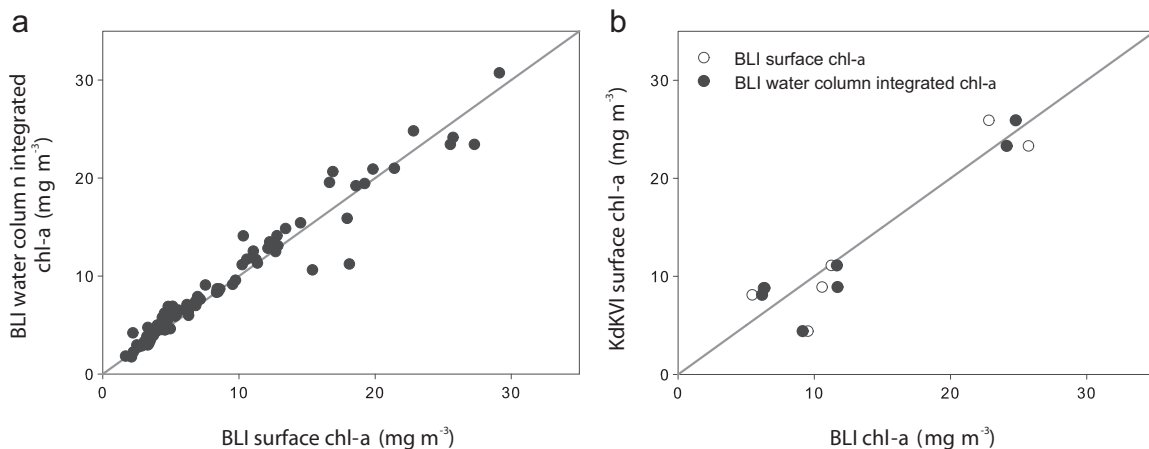 a
BLI water column integrated
chl-a (mg m⁻³)
30
20
10
0
0
10
20
30
BLI surface chl-a (mg m⁻³)
b
BLI surface chl-a
BLI water column integrated chl-a
KdKVI surface chl-a (mg m⁻³)
30
20
10
0
0
10
20
30
BLI chl-a (mg m⁻³)